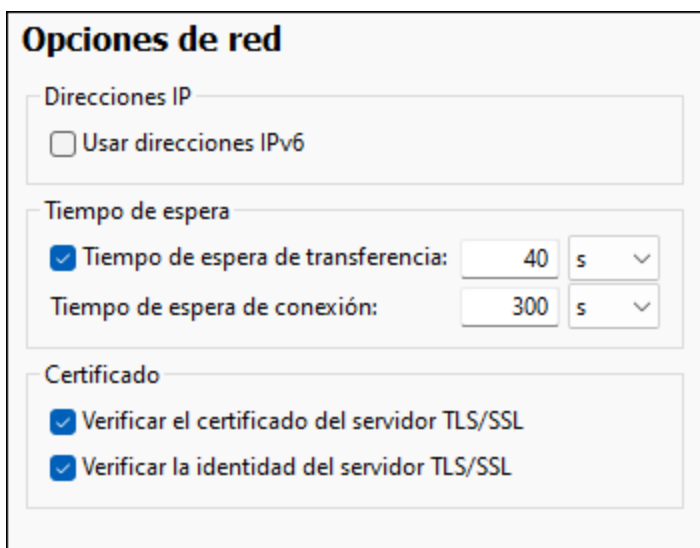 Opciones de red
Direcciones IP
Usar direcciones IPv6
Tiempo de espera
Tiempo de espera de transferencia: 40 s
Tiempo de espera de conexión: 300 s
Certificado
Verificar el certificado del servidor TLS/SSL
Verificar la identidad del servidor TLS/SSL